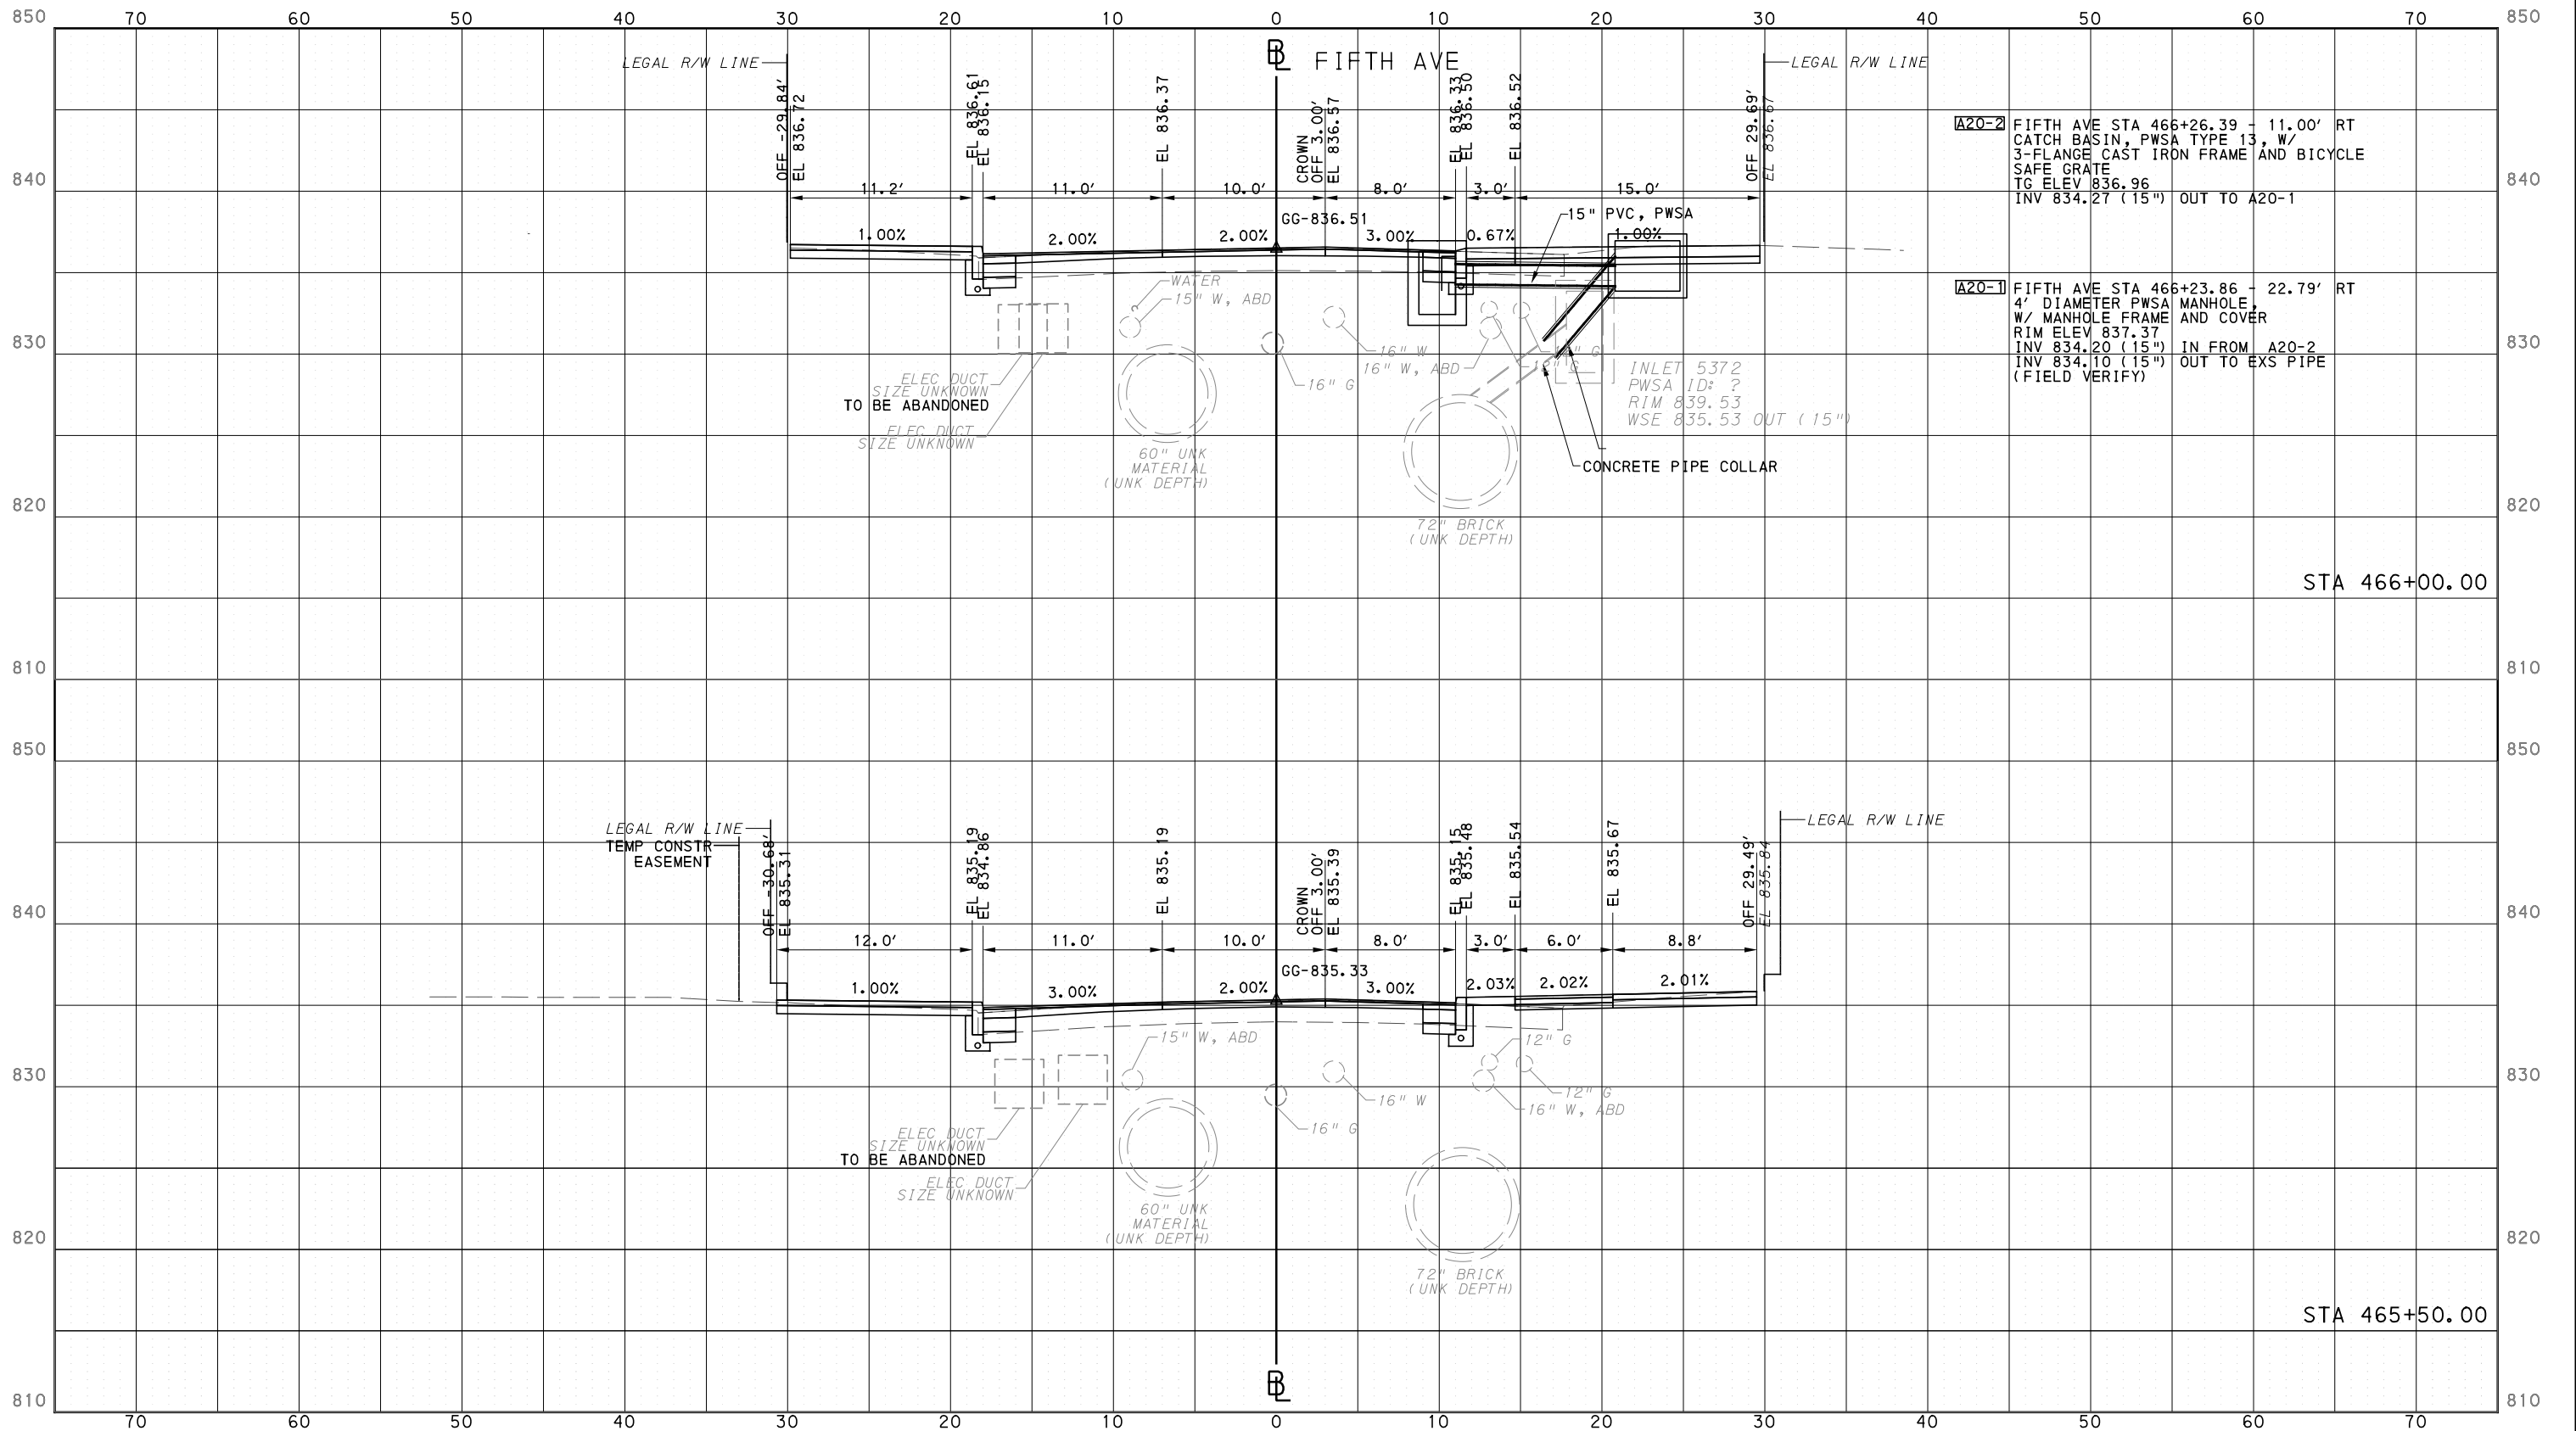 850 70 60 50 40 30 20 10 0 10 20 30 40 50 60 70 850
LEGAL R/W LINE
BL FIFTH AVE
LEGAL R/W LINE
OFF -29.84'
EL 836.72
EL 836.61
EL 836.15
EL 836.37
CROWN
OFF 3.00'
EL 836.57
EL 836.33
EL 836.50
EL 836.52
OFF 29.69'
EL 836.67
A20-2 FIFTH AVE STA 466+26.39 - 11.00' RT
CATCH BASIN, PWSA TYPE 13, W/
3-FLANGE CAST IRON FRAME AND BICYCLE
SAFE GRATE
TG ELEV 836.96
INV 834.27 (15") OUT TO A20-1
840 840
11.2' 11.0' 10.0' 8.0' 3.0' 15.0'
GG-836.51
15" PVC, PWSA
1.00% 2.00% 2.00% 3.00% 0.67% 1.00%
A20-1 FIFTH AVE STA 466+23.86 - 22.79' RT
4' DIAMETER PWSA MANHOLE,
W/ MANHOLE FRAME AND COVER
RIM ELEV 837.37
INV 834.20 (15") IN FROM A20-2
INV 834.10 (15") OUT TO EXS PIPE
(FIELD VERIFY)
WATER
15" W, ABD
830 830
16" W
16" W, ABD
16" G
12" G
ELEC DUCT
SIZE UNKNOWN
TO BE ABANDONED
ELEC DUCT
SIZE UNKNOWN
INLET 5372
PWSA ID: ?
RIM 839.53
WSE 835.53 OUT (15")
60" UNK
MATERIAL
(UNK DEPTH)
CONCRETE PIPE COLLAR
820 820
72" BRICK
(UNK DEPTH)
STA 466+00.00
810 810
850 850
LEGAL R/W LINE
TEMP CONSTR
EASEMENT
LEGAL R/W LINE
OFF -30.68'
EL 835.31
EL 835.19
EL 834.86
EL 835.19
CROWN
OFF 3.00'
EL 835.39
EL 835.15
EL 835.48
EL 835.54
EL 835.67
OFF 29.49'
EL 835.84
840 840
12.0' 11.0' 10.0' 8.0' 3.0' 6.0' 8.8'
GG-835.33
1.00% 3.00% 2.00% 3.00% 2.03% 2.02% 2.01%
15" W, ABD
12" G
830 830
16" W
12" G
16" W, ABD
16" G
ELEC DUCT
SIZE UNKNOWN
TO BE ABANDONED
ELEC DUCT
SIZE UNKNOWN
60" UNK
MATERIAL
(UNK DEPTH)
820 820
72" BRICK
(UNK DEPTH)
STA 465+50.00
BL
810 810
70 60 50 40 30 20 10 0 10 20 30 40 50 60 70